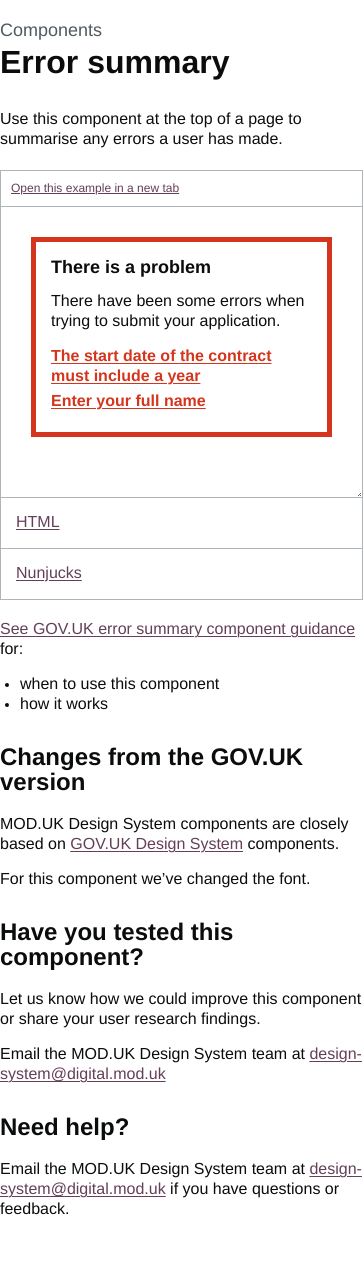 Components
Error summary
Use this component at the top of a page to
summarise any errors a user has made.
Open this example in a new tab
There is a problem
There have been some errors when
trying to submit your application.
The start date of the contract
must include a year
Enter your full name
HTML
Nunjucks
See GOV.UK error summary component guidance
for:
• when to use this component
• how it works
Changes from the GOV.UK
version
MOD.UK Design System components are closely
based on GOV.UK Design System components.
For this component we’ve changed the font.
Have you tested this
component?
Let us know how we could improve this component
or share your user research findings.
Email the MOD.UK Design System team at design-
system@digital.mod.uk
Need help?
Email the MOD.UK Design System team at design-
system@digital.mod.uk if you have questions or
feedback.